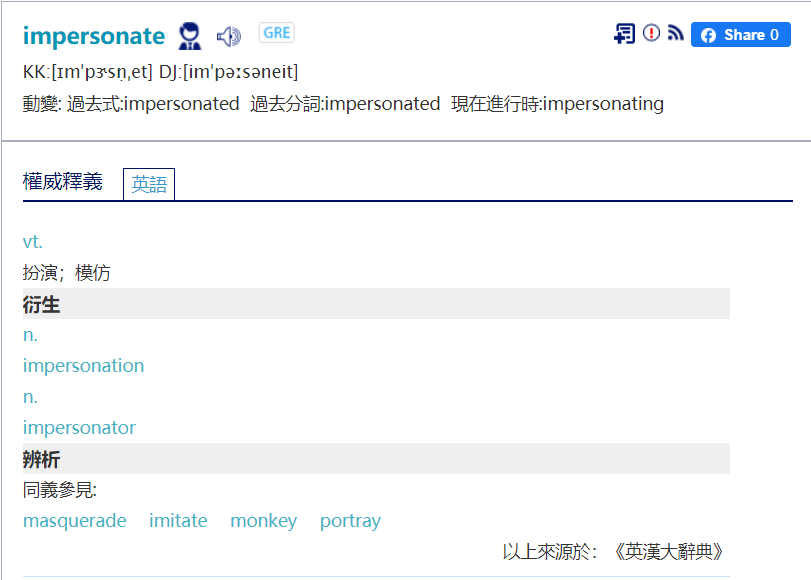 impersonate GRE Share 0
KK:[ɪmˈpɝsṇˌet] DJ:[imˈpəːsəneit]
動變: 過去式:impersonated 過去分詞:impersonated 現在進行時:impersonating
權威釋義 英語
vt.
扮演；模仿
衍生
n.
impersonation
n.
impersonator
辨析
同義參見:
masquerade imitate monkey portray
以上來源於：《英漢大辭典》